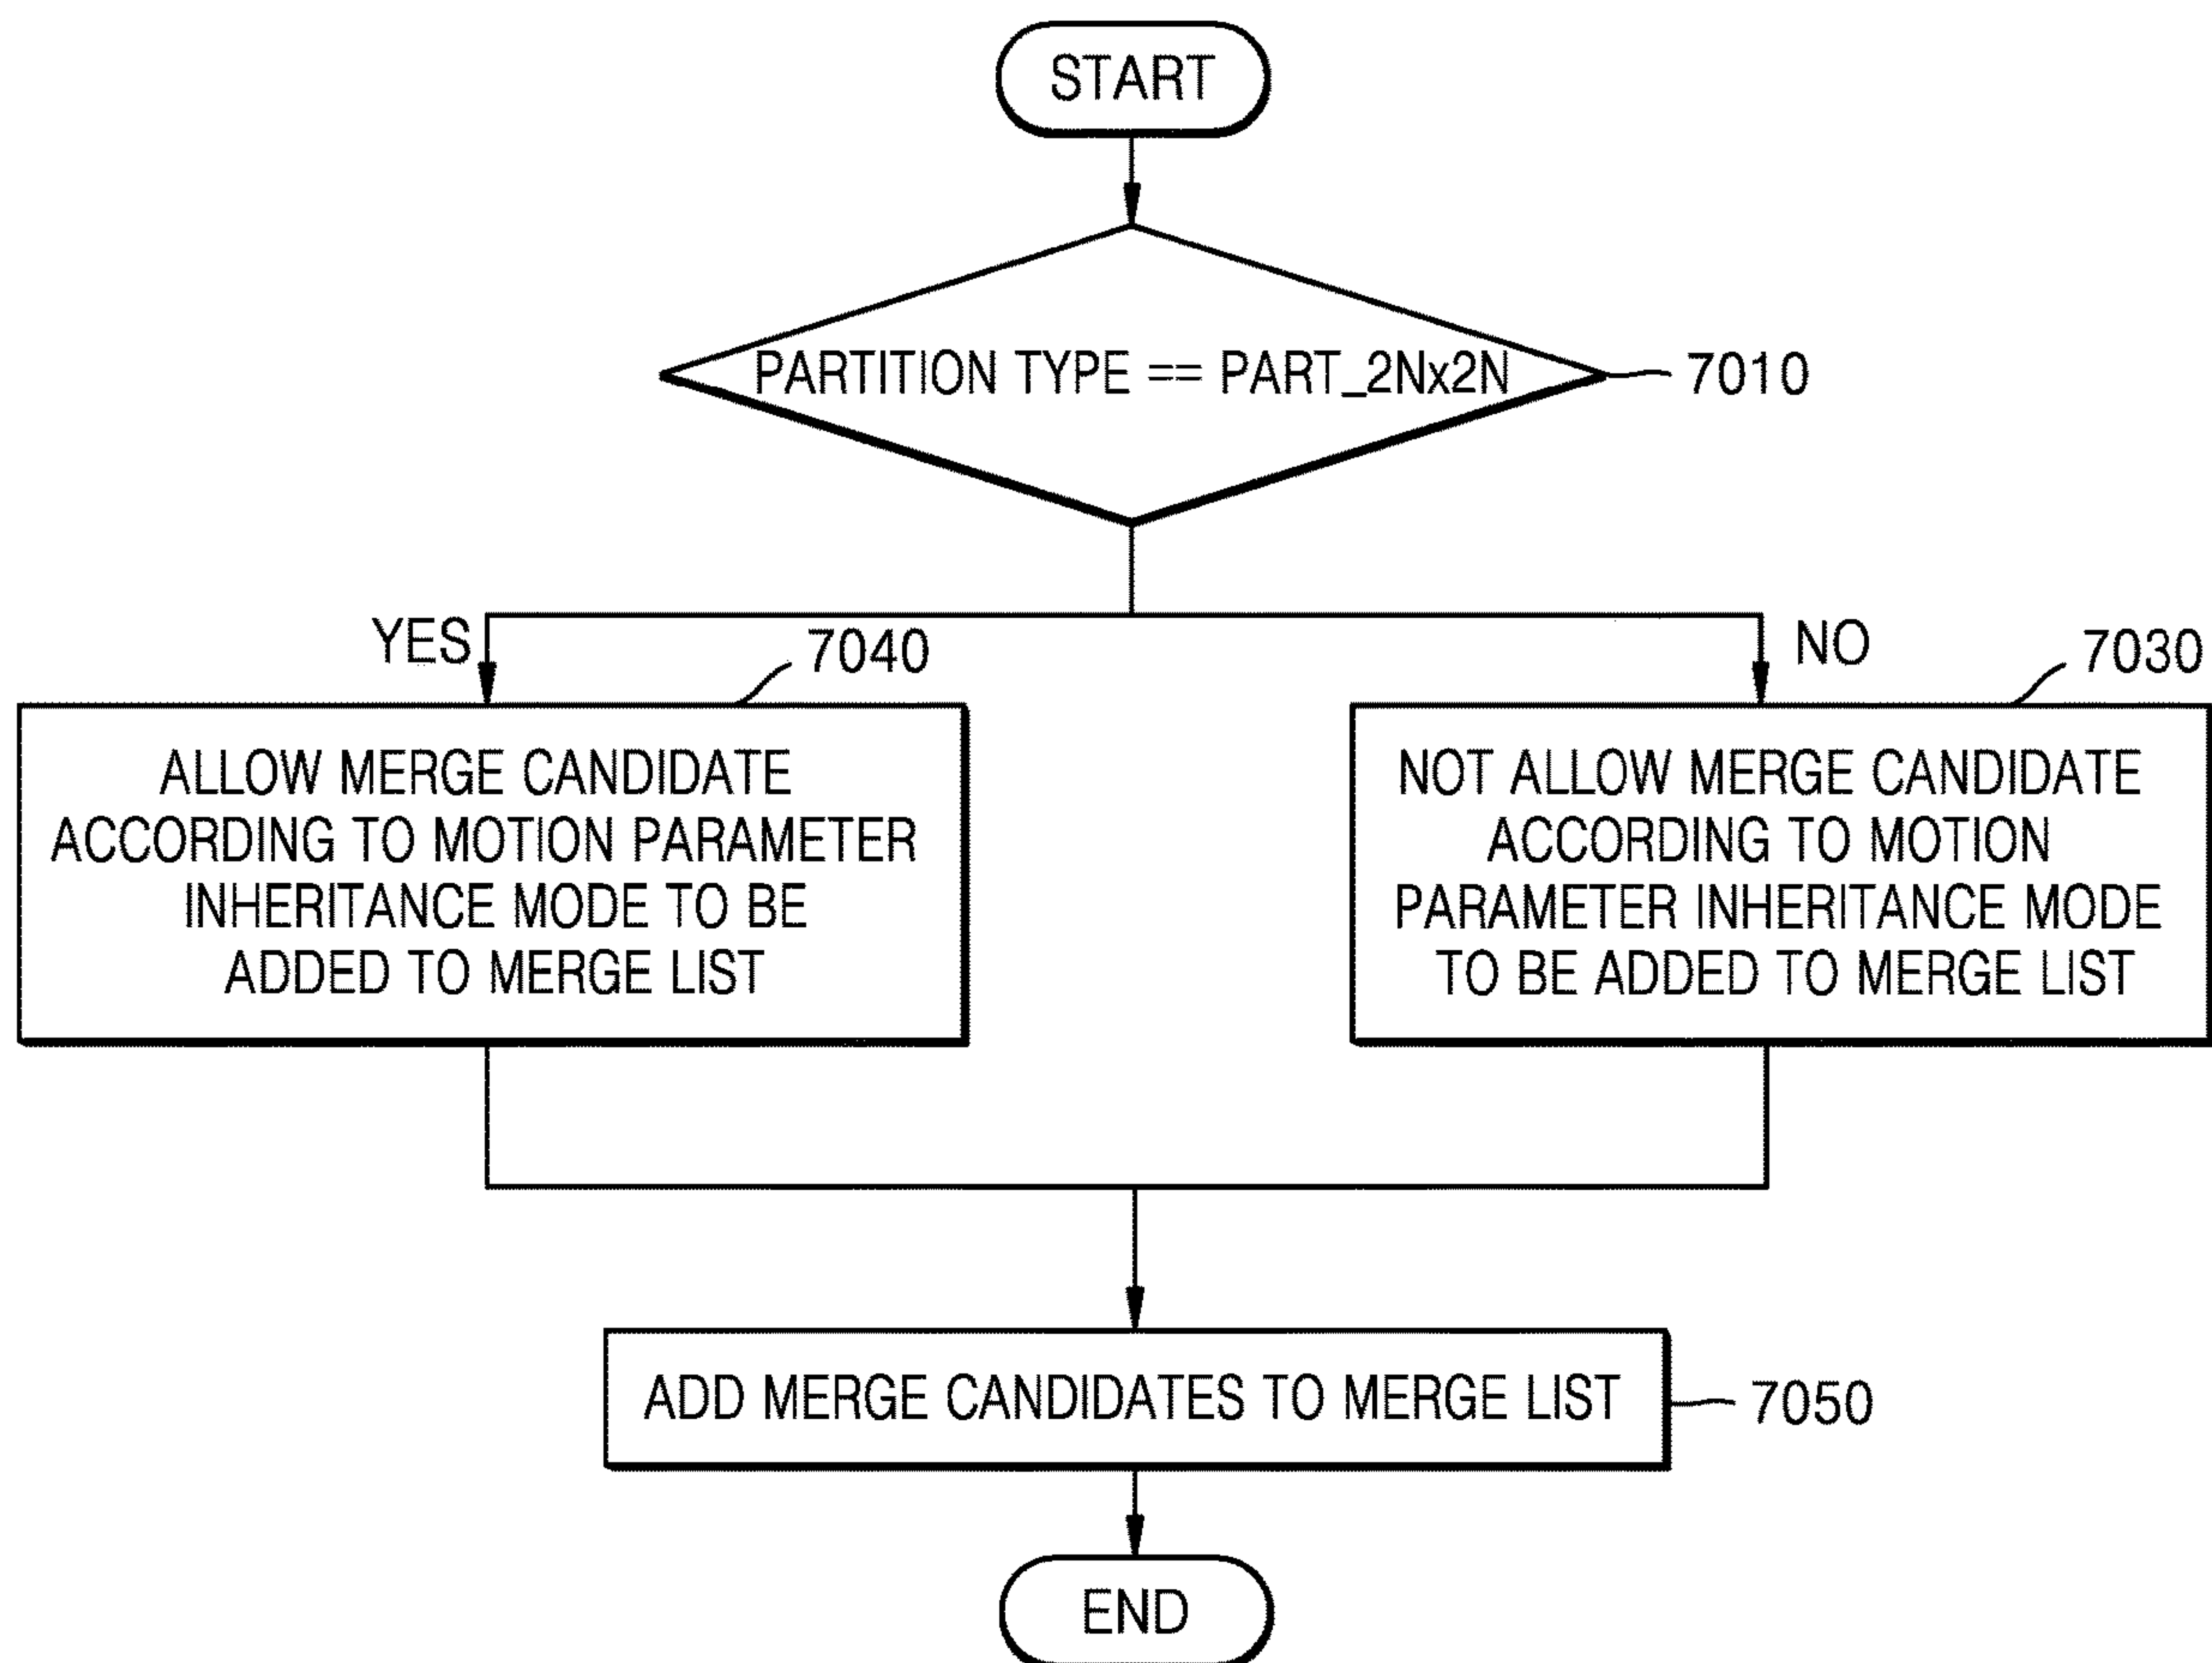 START
PARTITION TYPE == PART_2Nx2N
7010
YES
7040
NO
7030
ALLOW MERGE CANDIDATE
ACCORDING TO MOTION PARAMETER
INHERITANCE MODE TO BE
ADDED TO MERGE LIST
NOT ALLOW MERGE CANDIDATE
ACCORDING TO MOTION
PARAMETER INHERITANCE MODE
TO BE ADDED TO MERGE LIST
ADD MERGE CANDIDATES TO MERGE LIST
7050
END